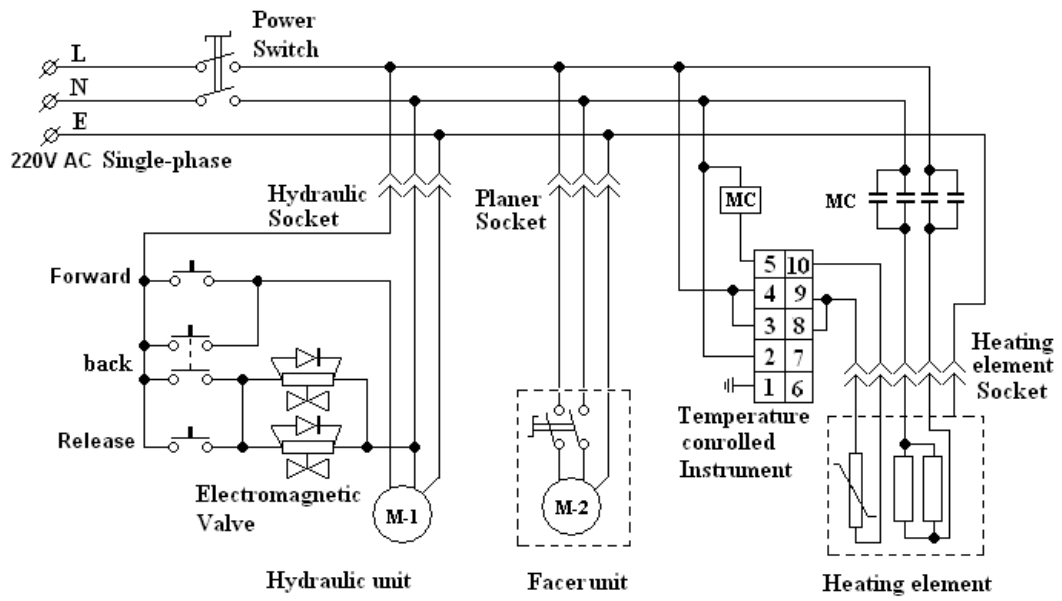 Power
Switch
L
N
E
220V AC Single-phase
Hydraulic
Socket
Planer
Socket
MC
MC
Forward
back
Release
5 10
4 9
3 8
2 7
1 6
Heating
element
Socket
Temperature
conrolled
Instrument
Electromagnetic
Valve
M-1
M-2
Hydraulic unit
Facer unit
Heating element